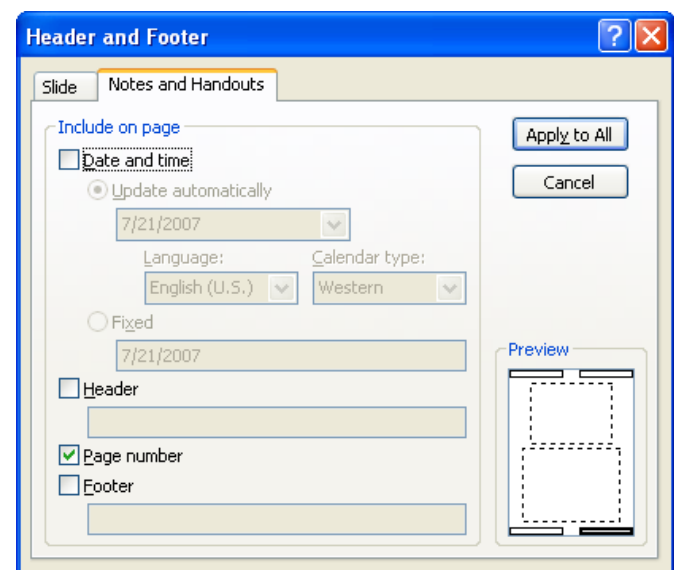 Header and Footer
Slide Notes and Handouts
Include on page
Apply to All
Date and time
Cancel
Update automatically
7/21/2007
Language: Calendar type:
English (U.S.) Western
Fixed
7/21/2007
Preview
Header
Page number
Footer